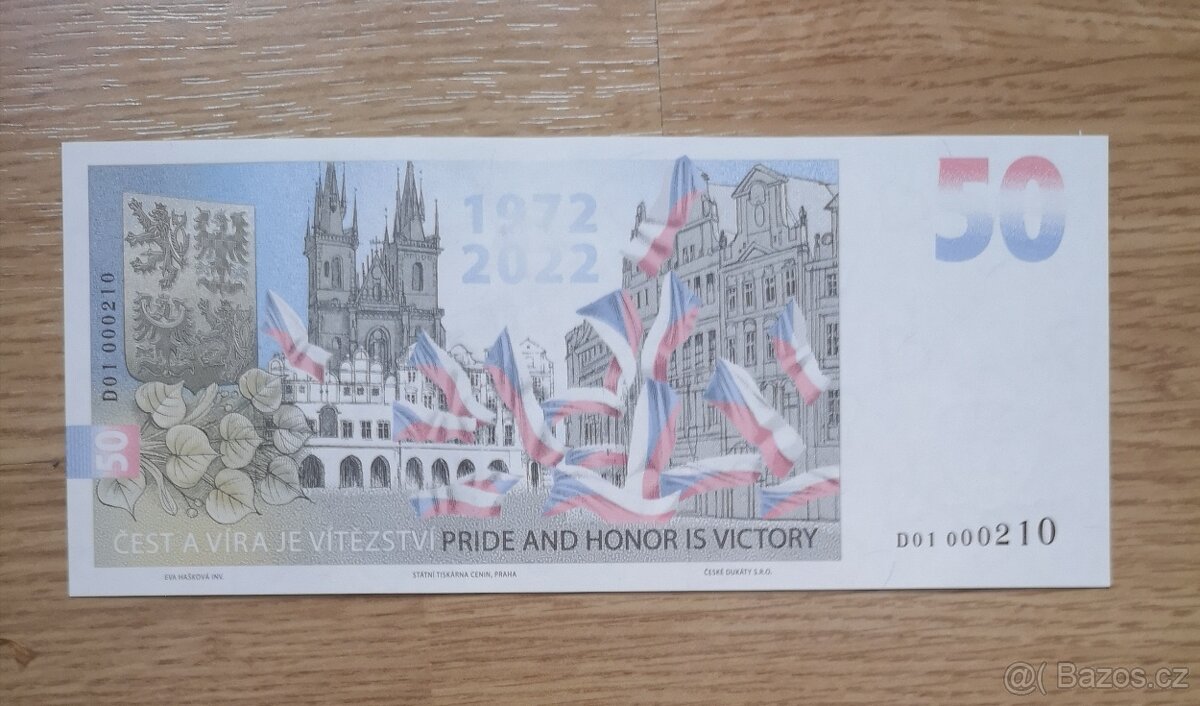 50
1972
2022
D01 000210
50
ČEST A VÍRA JE VÍTĚZSTVÍ PRIDE AND HONOR IS VICTORY
D01 000210
EVA HAŠKOVÁ INV.
STÁTNÍ TISKÁRNA CENIN, PRAHA
ČESKÉ DUKÁTY S.R.O.
@( Bazos.cz